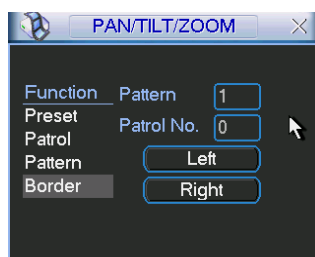 PAN/TILT/ZOOM
Function
Preset
Patrol
Pattern
Border
Pattern 1
Patrol No. 0
Left
Right